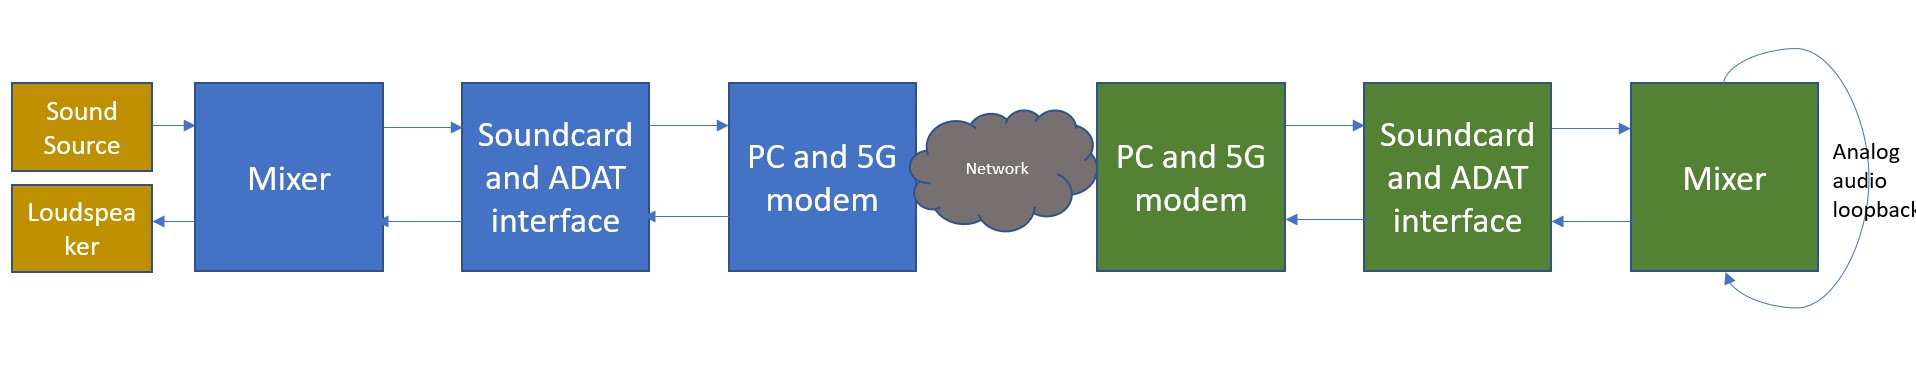 Sound
Source
Loudspea
ker
Mixer
Soundcard
and ADAT
interface
PC and 5G
modem
Network
PC and 5G
modem
Soundcard
and ADAT
interface
Mixer
Analog
audio
loopback